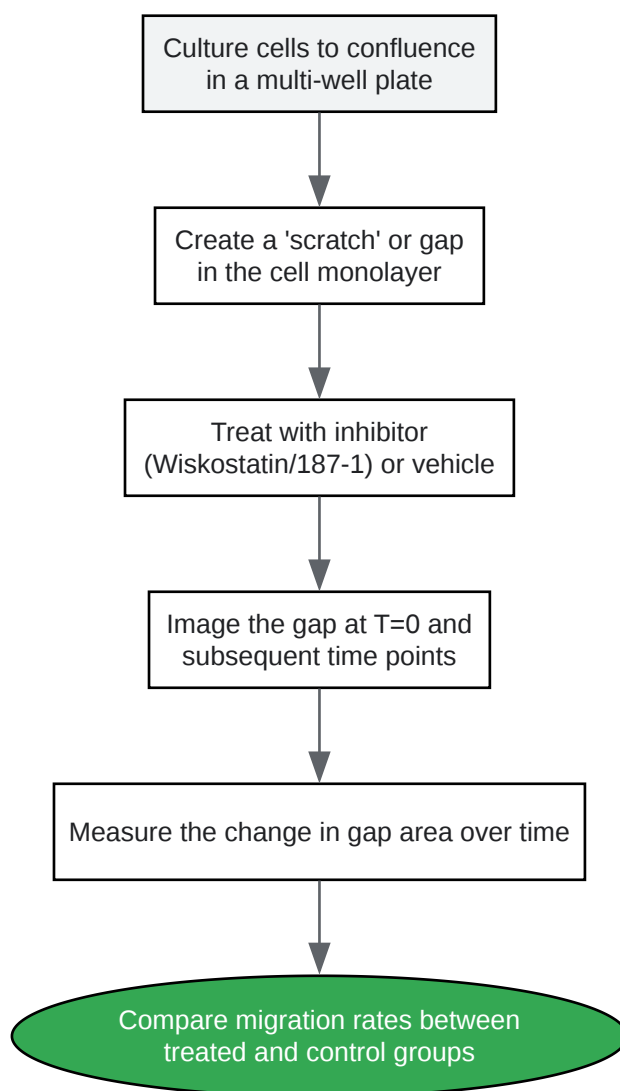 Culture cells to confluence
in a multi-well plate
Create a 'scratch' or gap
in the cell monolayer
Treat with inhibitor
(Wiskostatin/187-1) or vehicle
Image the gap at T=0 and
subsequent time points
Measure the change in gap area over time
Compare migration rates between
treated and control groups